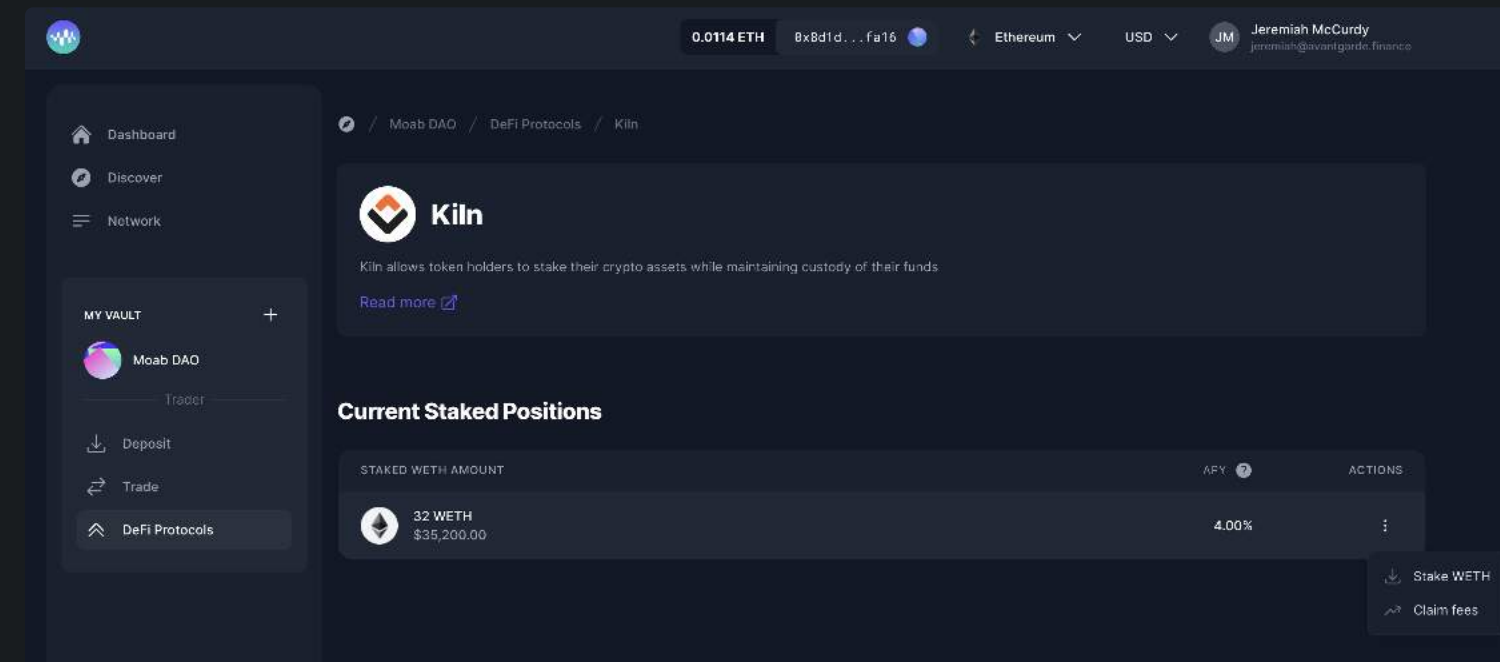 0.0114 ETH 0x8d1d...fa16 Ethereum USD JM Jeremiah McCurdy
jeremiah@avantgarde.finance
Dashboard
Discover
Network
MY VAULT +
Moab DAO
Trader
Deposit
Trade
DeFi Protocols
/ Moab DAO / DeFi Protocols / Kiln
Kiln
Kiln allows token holders to stake their crypto assets while maintaining custody of their funds
Read more
Current Staked Positions
STAKED WETH AMOUNT APY ? ACTIONS
32 WETH
$35,200.00
4.00%
Stake WETH
Claim fees